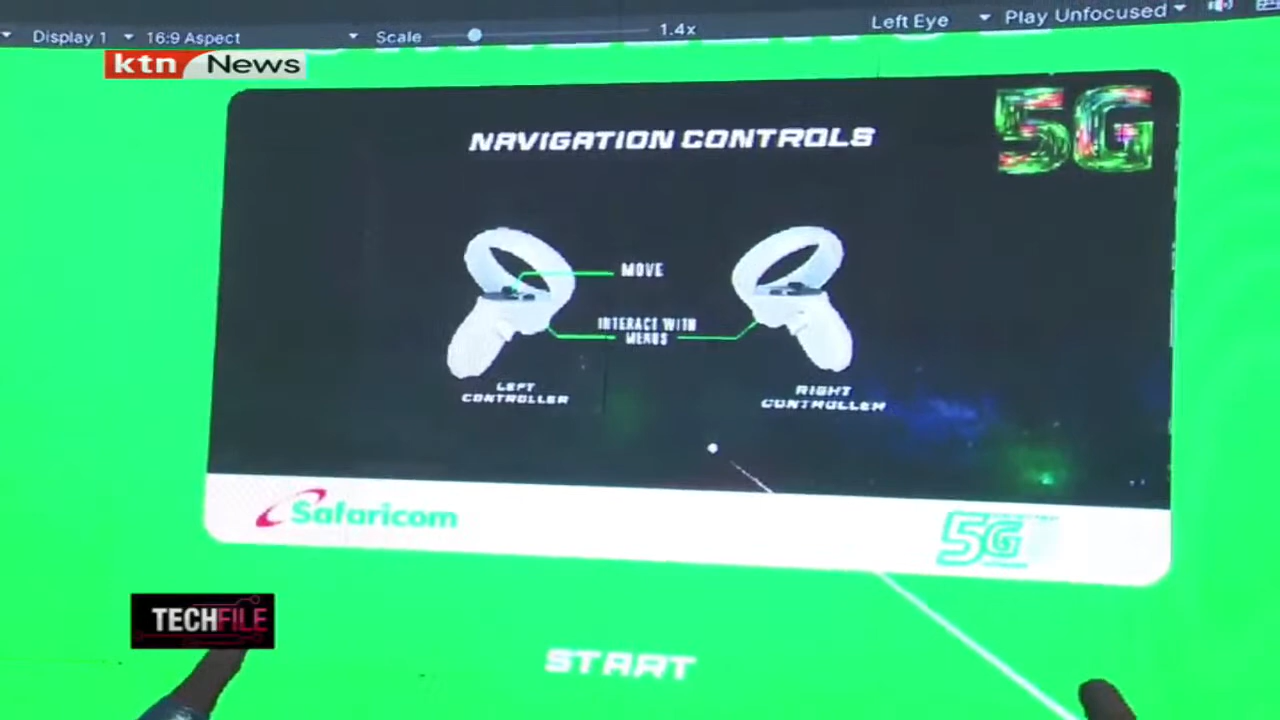 Display 1
16:9 Aspect
Scale
1.4x
Left Eye
Play Unfocused
ktn News
5G
NAVIGATION CONTROLS
MOVE
INTERACT WITH
MENUS
LEFT
CONTROLLER
RIGHT
CONTROLLER
Safaricom
5G
TECHFILE
START